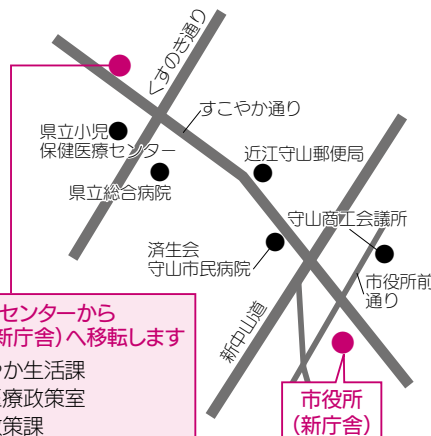 くすのき通り
すこやか通り
県立小児
保健医療センター
近江守山郵便局
県立総合病院
守山商工会議所
済生会
守山市民病院
市役所前
通り
新中山道
センターから
新庁舎)へ移転します
か生活課
療政策室
策課
市役所
(新庁舎)